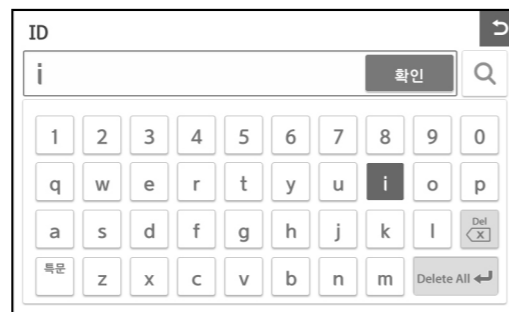 ID
i 확인
1 2 3 4 5 6 7 8 9 0
q w e r t y u i o p
a s d f g h j k l Del
특문 z x c v b n m Delete All